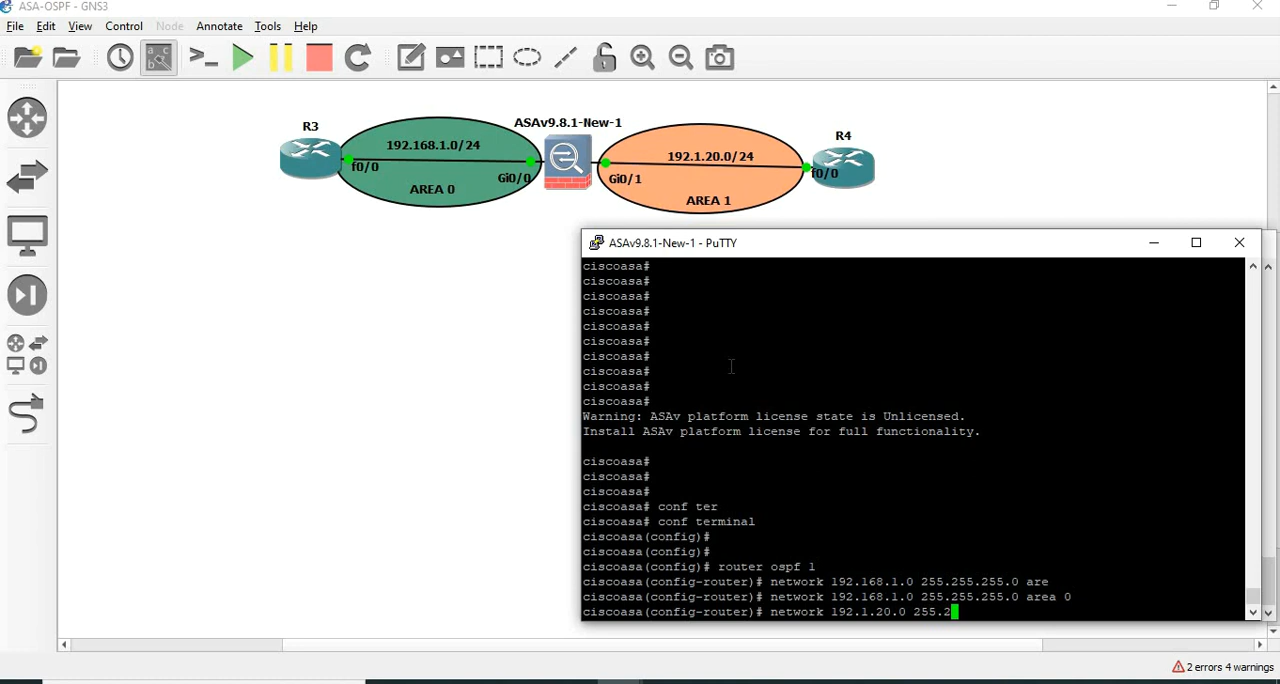 ASA-OSPF - GNS3
File Edit View Control Node Annotate Tools Help
R3
192.168.1.0/24
f0/0
Gi0/0
AREA 0
ASAv9.8.1-New-1
192.1.20.0/24
Gi0/1
AREA 1
R4
f0/0
ASAv9.8.1-New-1 - PuTTY
ciscoasa#
ciscoasa#
ciscoasa#
ciscoasa#
ciscoasa#
ciscoasa#
ciscoasa#
ciscoasa#
ciscoasa#
ciscoasa#
Warning: ASAv platform license state is Unlicensed.
Install ASAv platform license for full functionality.
ciscoasa#
ciscoasa#
ciscoasa#
ciscoasa# conf ter
ciscoasa# conf terminal
ciscoasa(config)#
ciscoasa(config)#
ciscoasa(config)# router ospf 1
ciscoasa(config-router)# network 192.168.1.0 255.255.255.0 are
ciscoasa(config-router)# network 192.168.1.0 255.255.255.0 area 0
ciscoasa(config-router)# network 192.1.20.0 255.2
2 errors 4 warnings